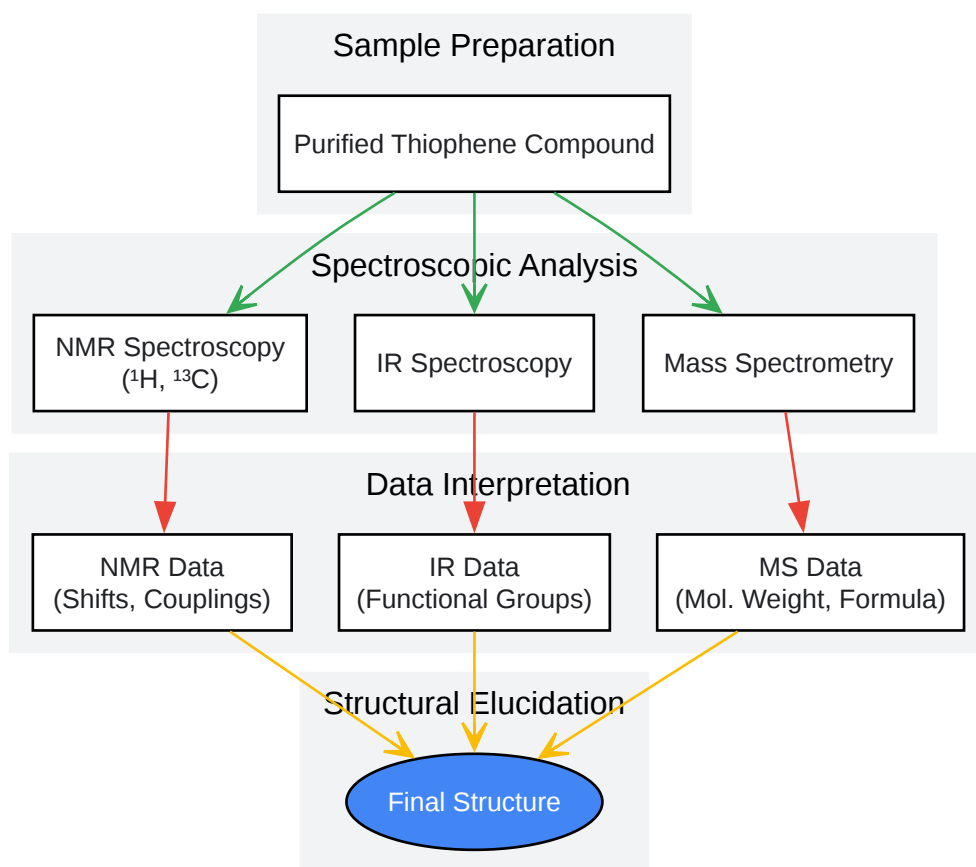 Sample Preparation
Purified Thiophene Compound
Spectroscopic Analysis
NMR Spectroscopy
(¹H, ¹³C)
IR Spectroscopy
Mass Spectrometry
Data Interpretation
NMR Data
(Shifts, Couplings)
IR Data
(Functional Groups)
MS Data
(Mol. Weight, Formula)
Structural Elucidation
Final Structure